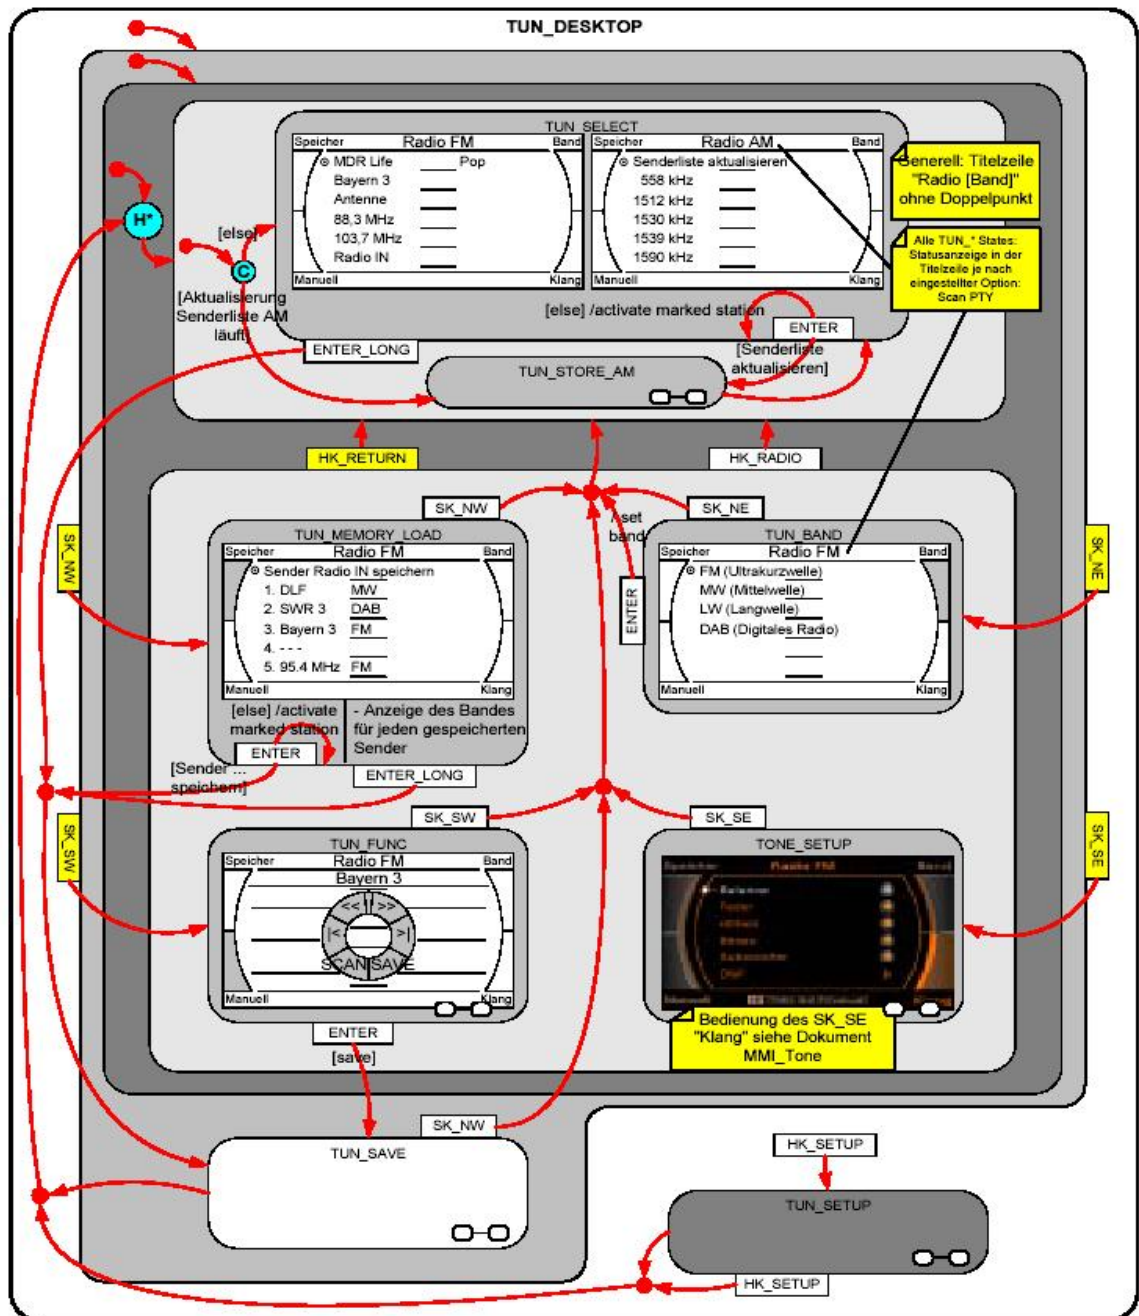 TUN_DESKTOP
TUN_SELECT
Speicher Radio FM Band
MDR Life Pop
Bayern 3
Antenne
88,3 MHz
103,7 MHz
Radio IN
Manuell Klang
Speicher Radio AM Band
Senderliste aktualisieren
558 kHz
1512 kHz
1530 kHz
1539 kHz
1590 kHz
Manuell Klang
Generell: Titelzeile
"Radio [Band]"
ohne Doppelpunkt
Alle TUN_* States:
Statusanzeige in der
Titelzeile je nach
eingestellter Option:
Scan PTY
H*
[else]
C
[Aktualisierung
Senderliste AM
läuft]
[else] /activate marked station
ENTER
ENTER_LONG
[Senderliste
aktualisieren]
TUN_STORE_AM
HK_RETURN
HK_RADIO
SK_NW
SK_NE
SK_NW
/ set
band
ENTER
SK_NE
TUN_MEMORY_LOAD
Speicher Radio FM Band
Sender Radio IN speichern
1. DLF MW
2. SWR 3 DAB
3. Bayern 3 FM
4. - - -
5. 95.4 MHz FM
Manuell Klang
[else] /activate
marked station
- Anzeige des Bandes
für jeden gespeicherten
Sender
ENTER
ENTER_LONG
[Sender ...
speichern]
TUN_BAND
Speicher Radio FM Band
FM (Ultrakurzwelle)
MW (Mittelwelle)
LW (Langwelle)
DAB (Digitales Radio)
Manuell Klang
SK_SW
SK_SE
SK_SW
SK_SE
TUN_FUNC
Speicher Radio FM Band
Bayern 3
<< >>
|< >|
SCAN SAVE
Manuell Klang
ENTER
[save]
TONE_SETUP
Speicher Radio FM Band
Balance
Fader
Bedienung des SK_SE
"Klang" siehe Dokument
MMI_Tone
SK_NW
TUN_SAVE
HK_SETUP
TUN_SETUP
HK_SETUP